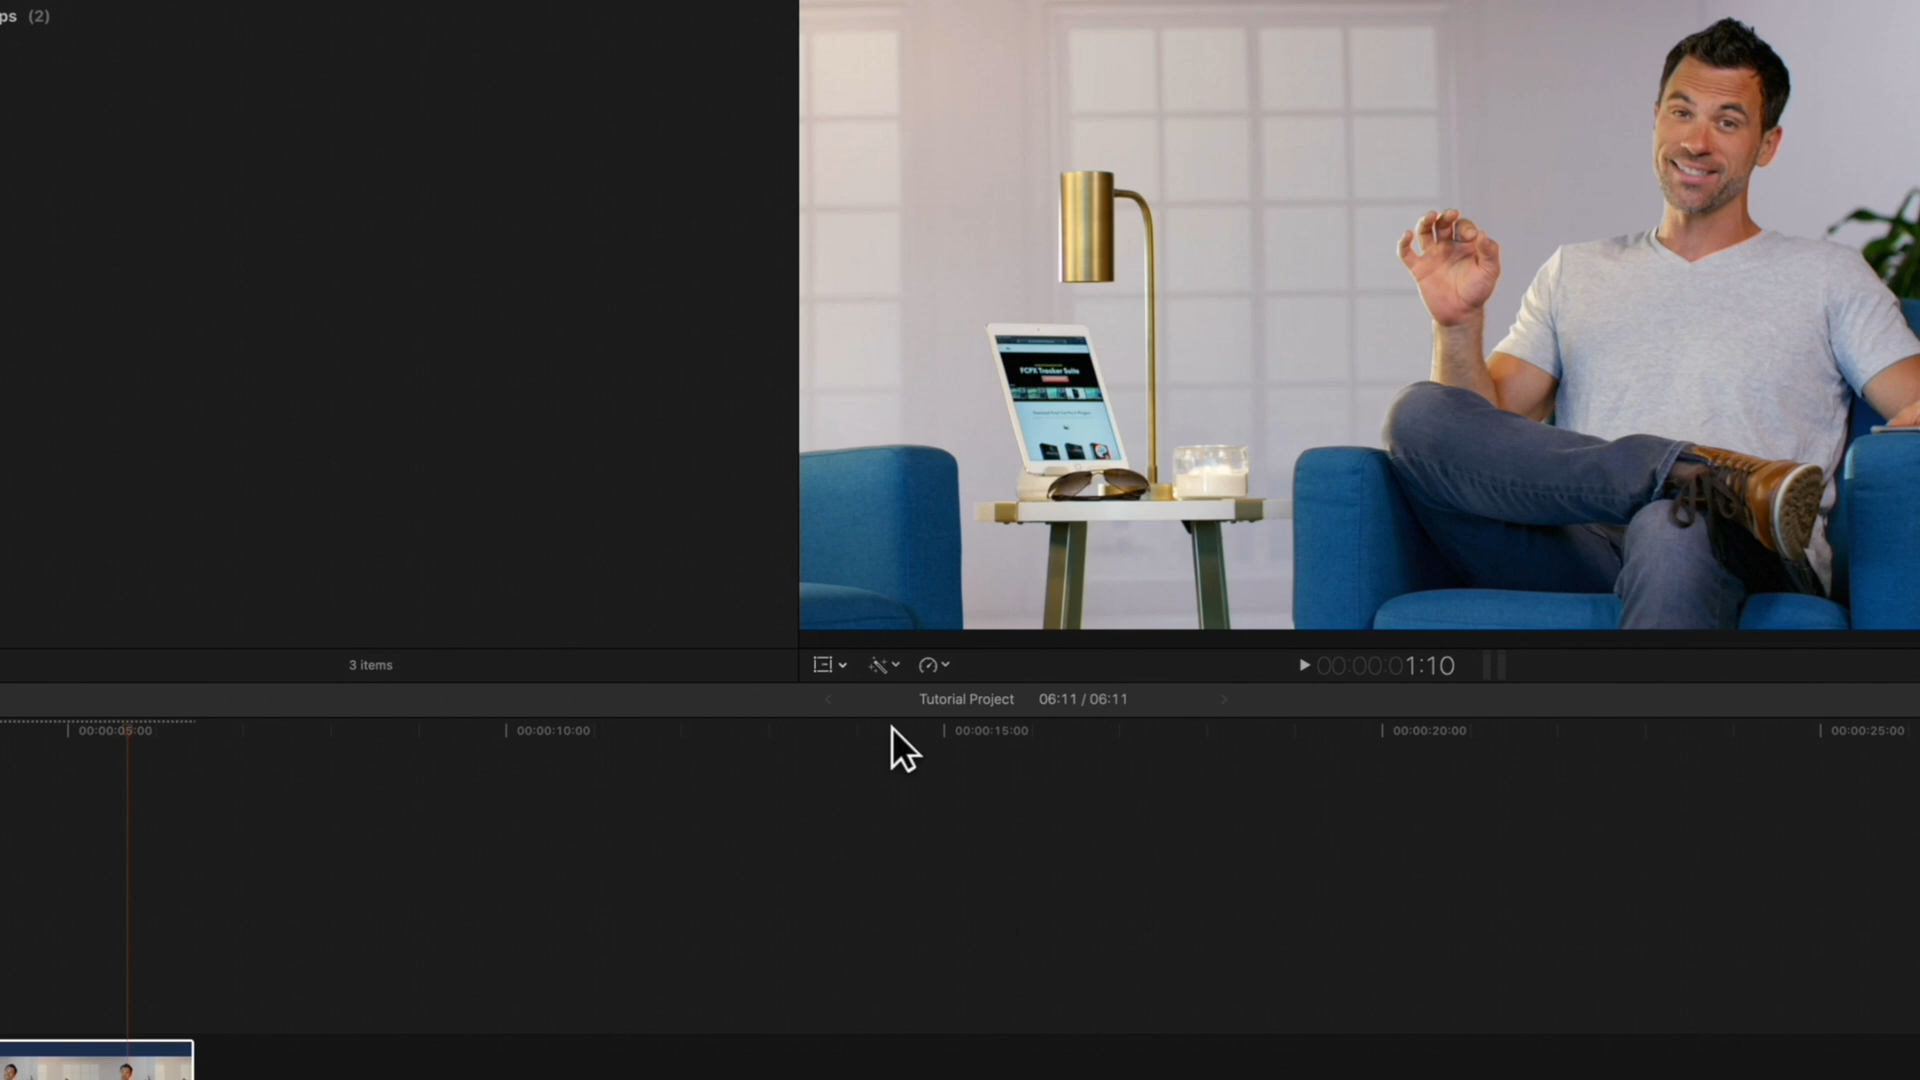 ps (2)
FCPX Tracker Suite
3 items
00:00:01:10
Tutorial Project 06:11 / 06:11
00:00:05:00 00:00:10:00 00:00:15:00 00:00:20:00 00:00:25:00